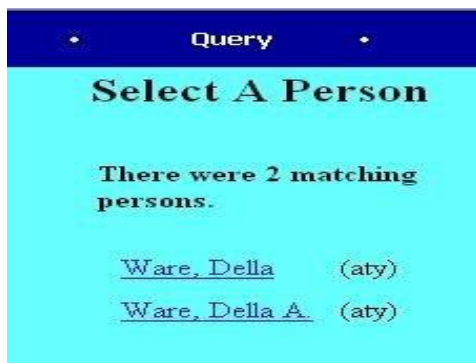 • Query •
Select A Person
There were 2 matching
persons.
Ware, Della (aty)
Ware, Della A. (aty)